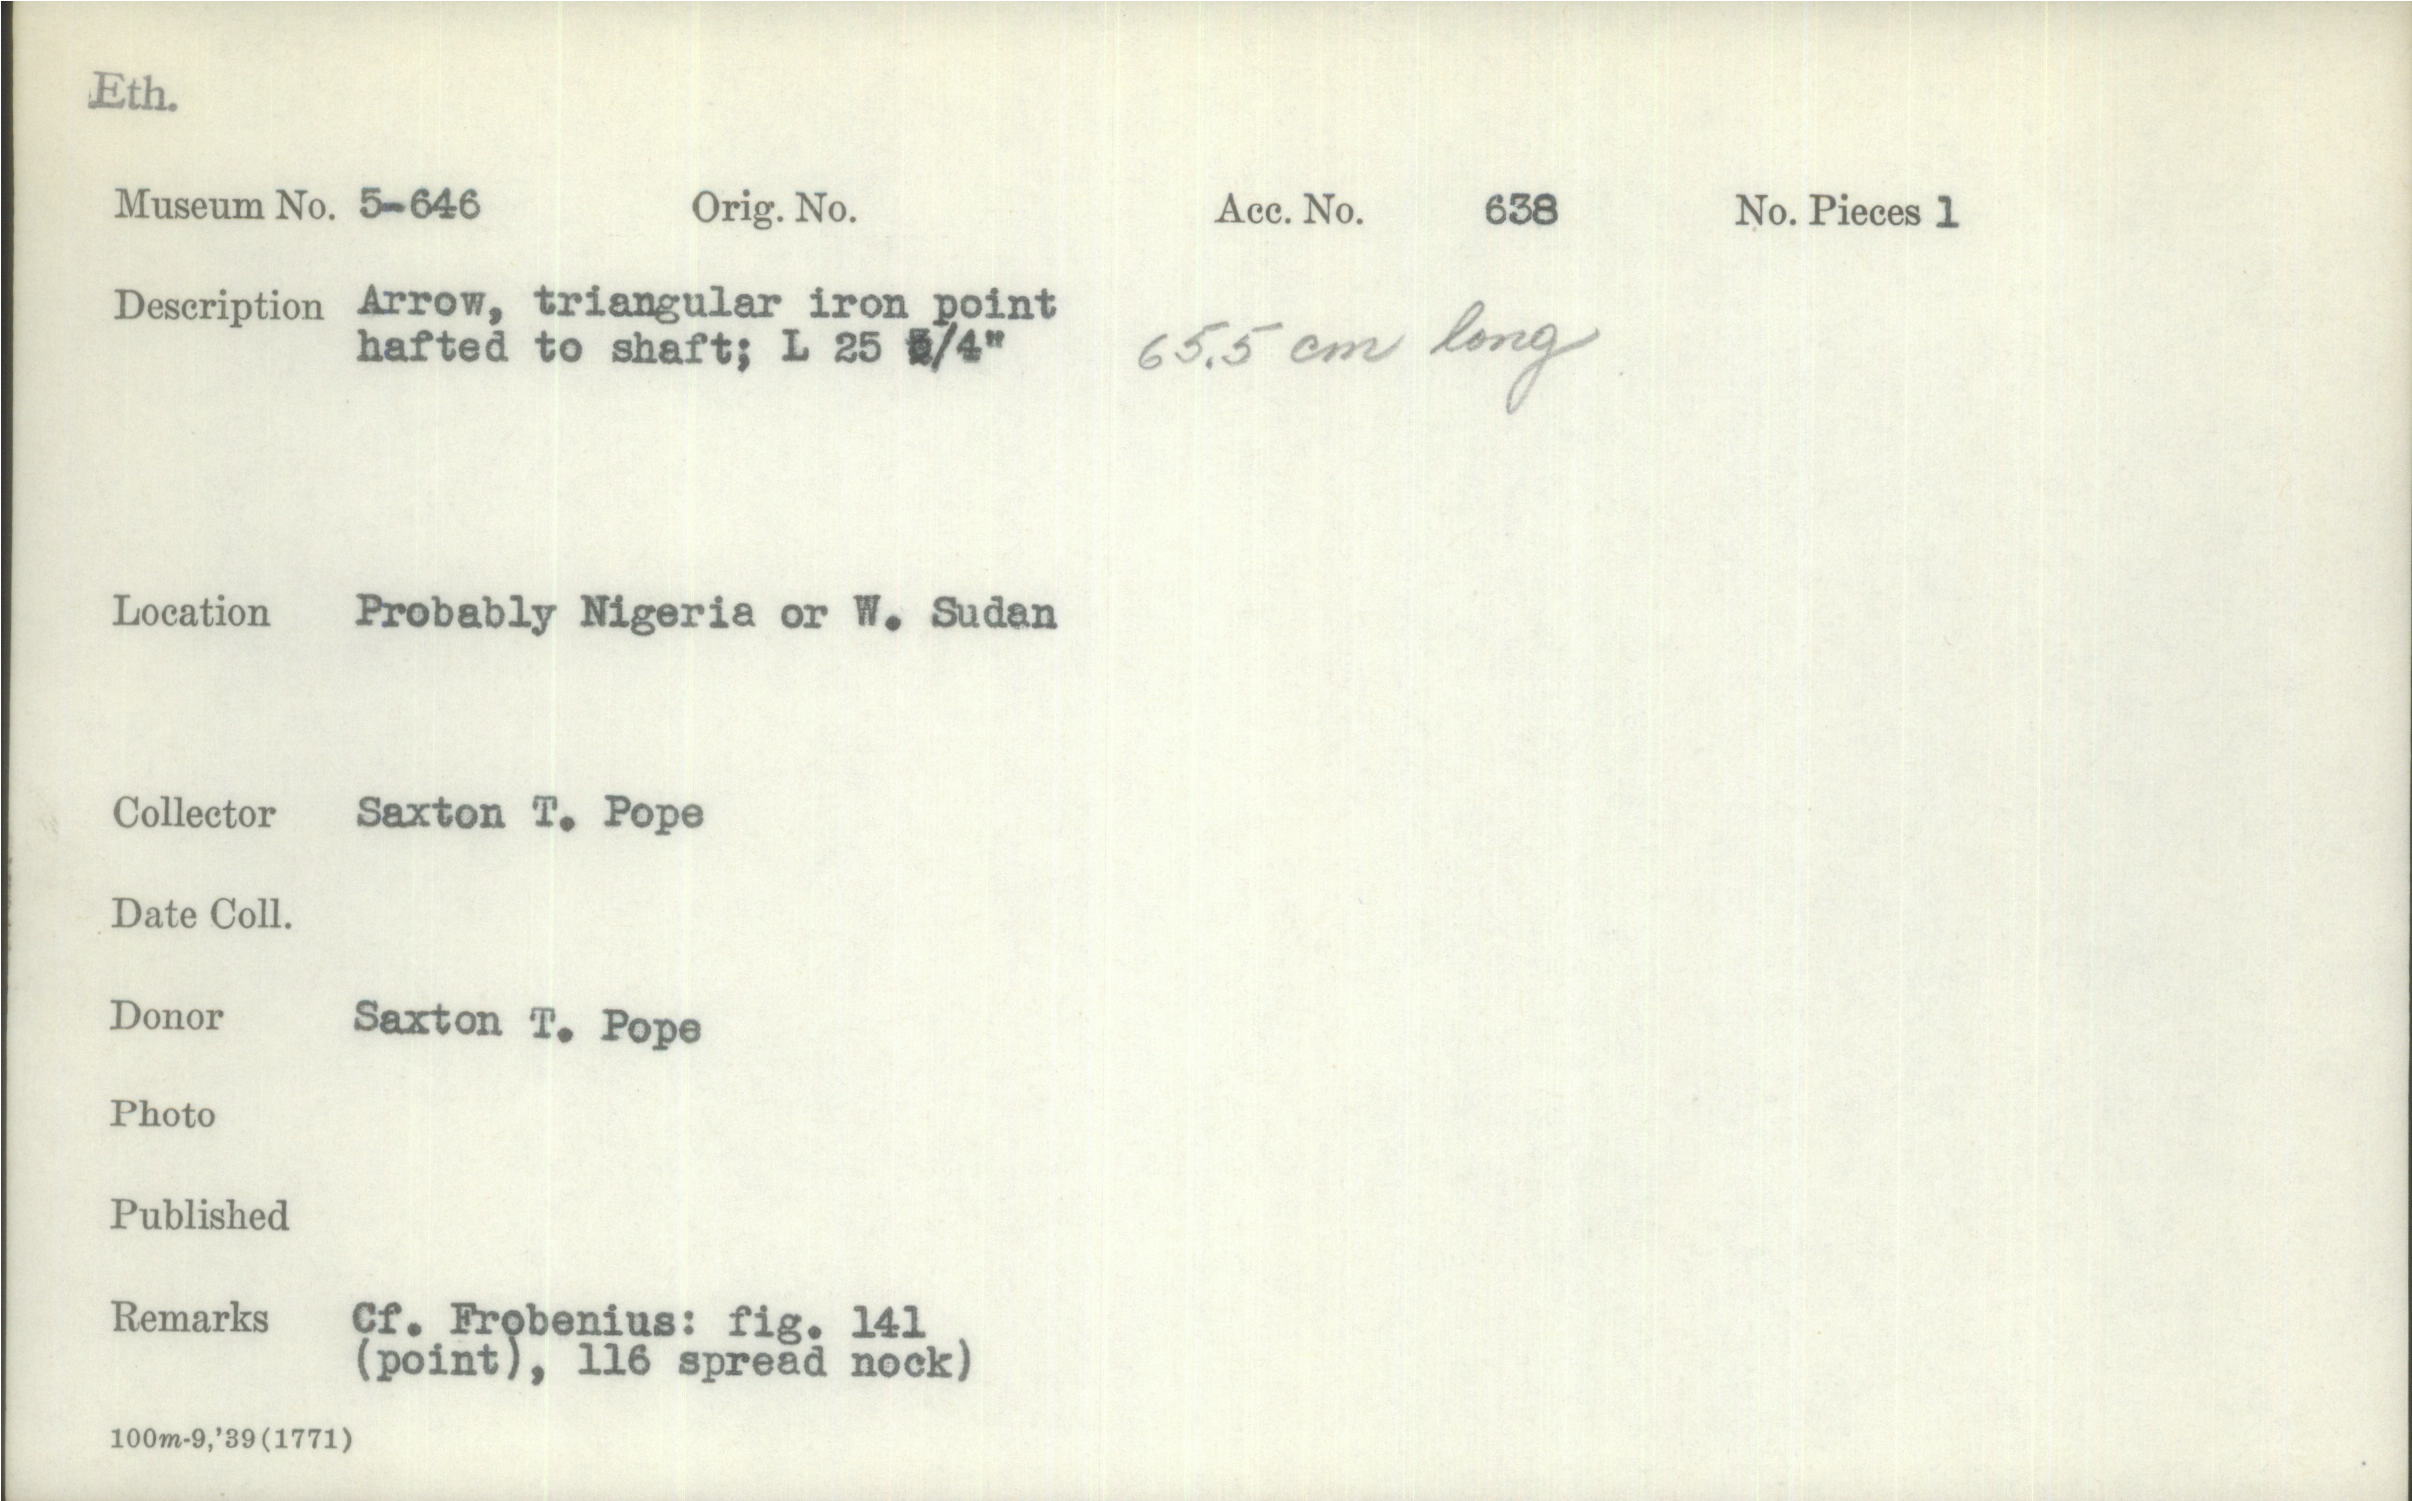 Eth.
Museum No. 5-646 Orig. No. Acc. No. 638 No. Pieces 1
Description Arrow, triangular iron point
hafted to shaft; L 25 3/4" 65.5 cm long
Location Probably Nigeria or W. Sudan
Collector Saxton T. Pope
Date Coll.
Donor Saxton T. Pope
Photo
Published
Remarks Cf. Frobenius: fig. 141
(point), 116 spread nock)
100m-9,'39(1771)